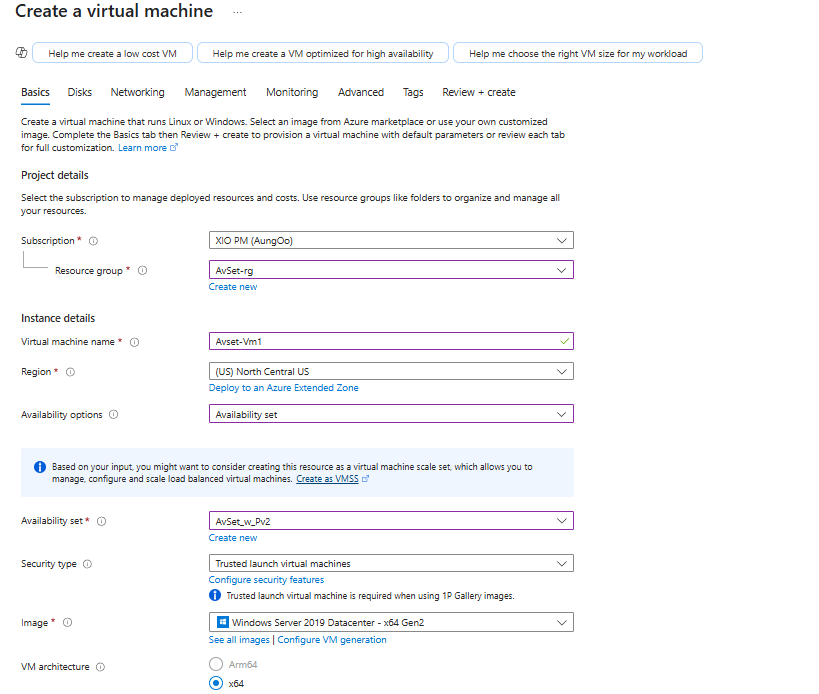 Create a virtual machine ...
Help me create a low cost VM
Help me create a VM optimized for high availability
Help me choose the right VM size for my workload
Basics Disks Networking Management Monitoring Advanced Tags Review + create
Create a virtual machine that runs Linux or Windows. Select an image from Azure marketplace or use your own customized
image. Complete the Basics tab then Review + create to provision a virtual machine with default parameters or review each tab
for full customization. Learn more
Project details
Select the subscription to manage deployed resources and costs. Use resource groups like folders to organize and manage all
your resources.
Subscription *
XIO PM (AungOo)
Resource group *
AvSet-rg
Create new
Instance details
Virtual machine name *
Avset-Vm1
Region *
(US) North Central US
Deploy to an Azure Extended Zone
Availability options
Availability set
Based on your input, you might want to consider creating this resource as a virtual machine scale set, which allows you to
manage, configure and scale load balanced virtual machines. Create as VMSS
Availability set *
AvSet_w_Pv2
Create new
Security type
Trusted launch virtual machines
Configure security features
Trusted launch virtual machine is required when using 1P Gallery images.
Image *
Windows Server 2019 Datacenter - x64 Gen2
See all images | Configure VM generation
VM architecture
Arm64
x64